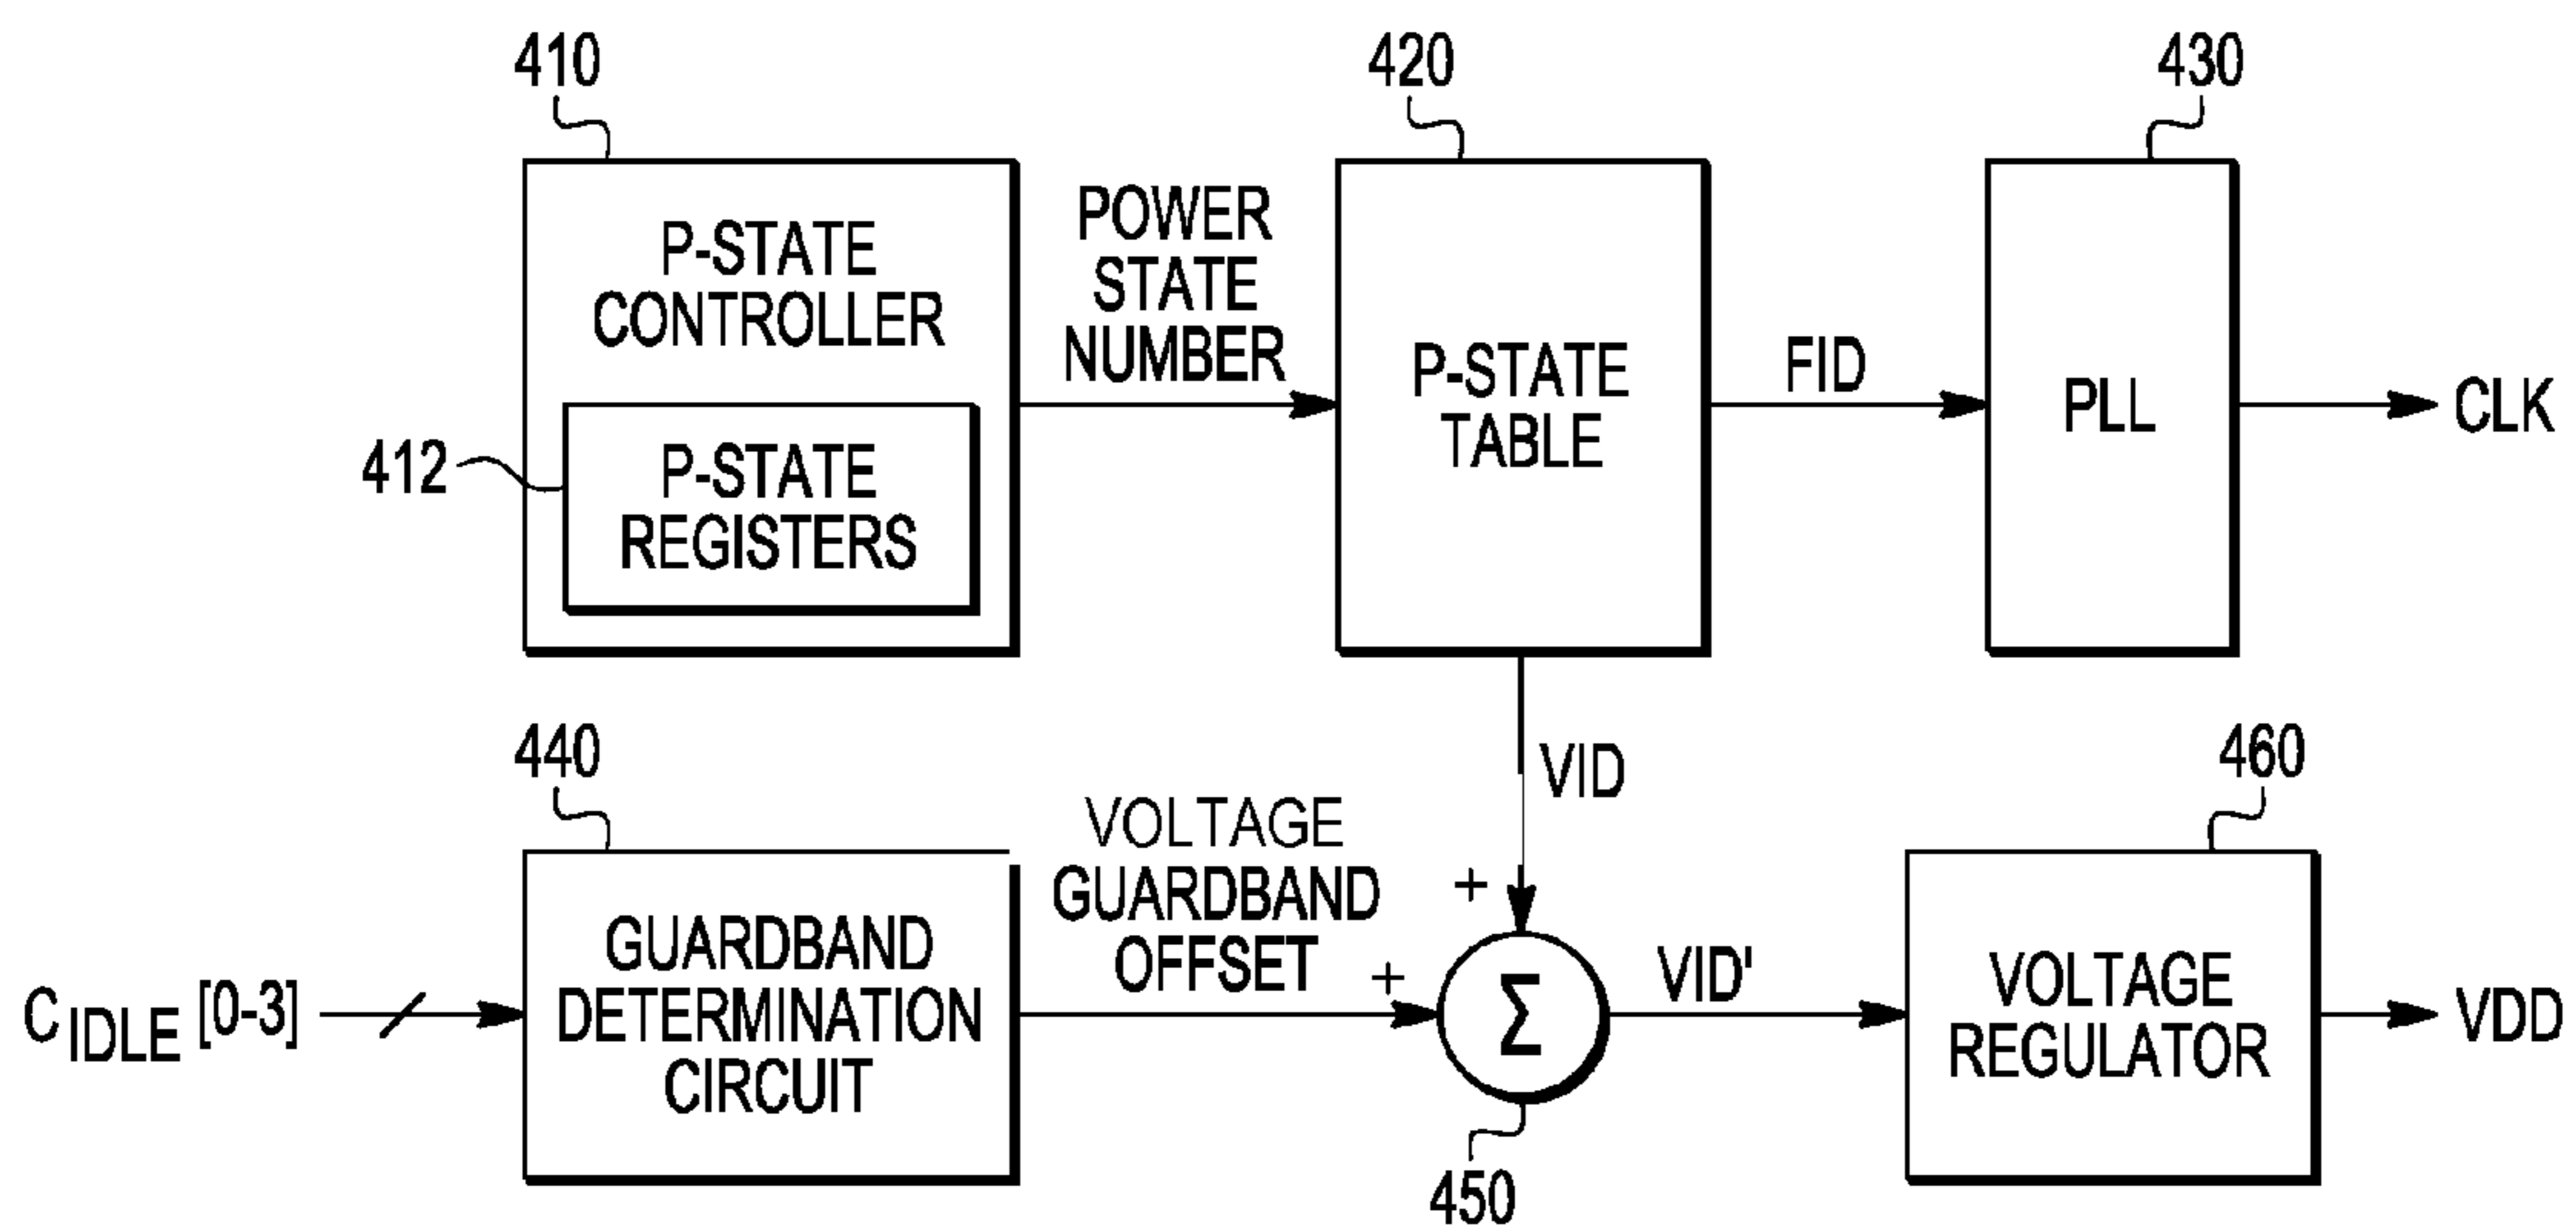 410
420
430
P-STATE
CONTROLLER
412
P-STATE
REGISTERS
POWER
STATE
NUMBER
P-STATE
TABLE
FID
PLL
CLK
440
VID
460
C IDLE [0-3]
GUARDBAND
DETERMINATION
CIRCUIT
VOLTAGE
GUARDBAND
OFFSET
+
+
Σ
450
VID'
VOLTAGE
REGULATOR
VDD